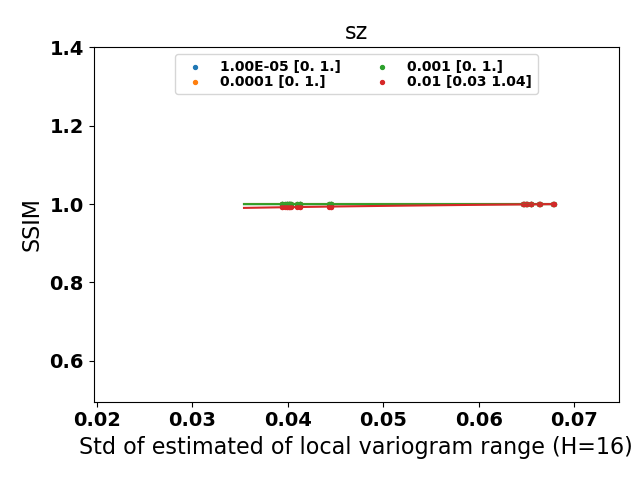 sz
1.00E-05 [0. 1.]
0.0001 [0. 1.]
0.001 [0. 1.]
0.01 [0.03 1.04]
SSIM
1.4
1.2
1.0
0.8
0.6
0.02 0.03 0.04 0.05 0.06 0.07
Std of estimated of local variogram range (H=16)